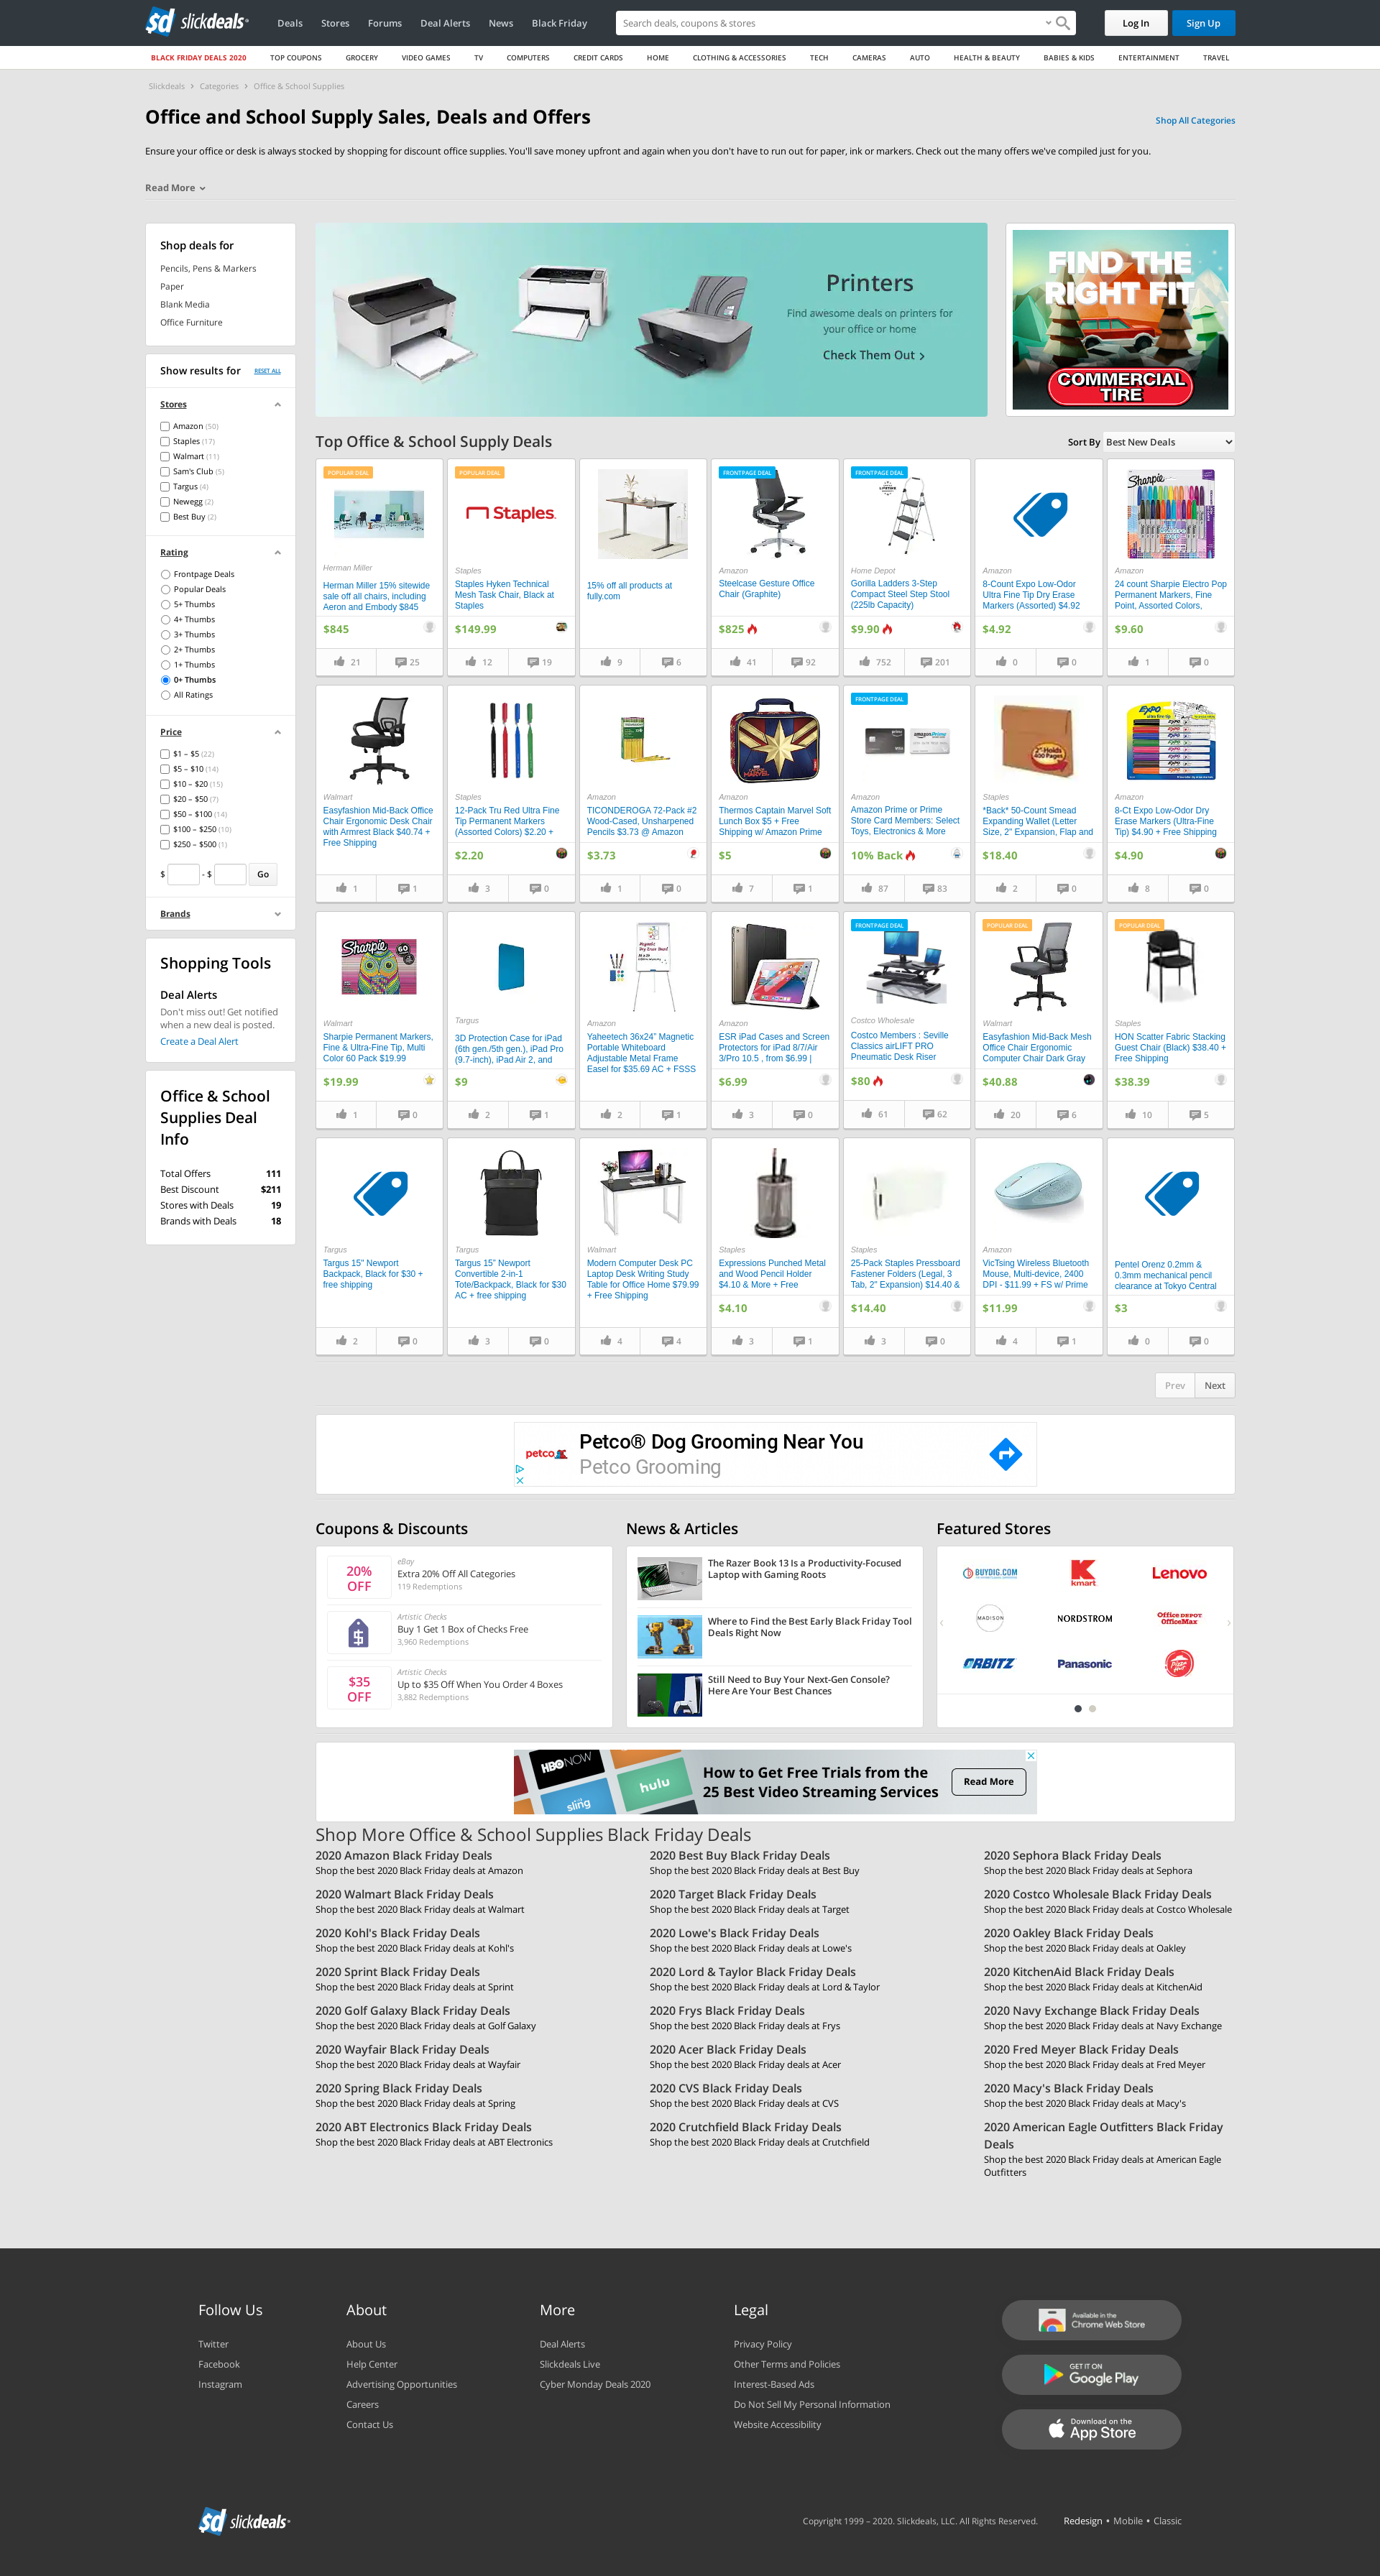 slickdeals
Deals Stores Forums Deal Alerts News Black Friday
Search deals, coupons & stores
Log In Sign Up
BLACK FRIDAY DEALS 2020 TOP COUPONS GROCERY VIDEO GAMES TV COMPUTERS CREDIT CARDS HOME CLOTHING & ACCESSORIES TECH CAMERAS AUTO HEALTH & BEAUTY BABIES & KIDS ENTERTAINMENT TRAVEL
Slickdeals > Categories > Office & School Supplies
Office and School Supply Sales, Deals and Offers
Shop All Categories
Ensure your office or desk is always stocked by shopping for discount office supplies. You'll save money upfront and again when you don't have to run out for paper, ink or markers. Check out the many offers we've compiled just for you.
Read More
Shop deals for
Pencils, Pens & Markers
Paper
Blank Media
Office Furniture
Show results for RESET ALL
Stores
Amazon (50)
Staples (17)
Walmart (11)
Sam's Club (5)
Targus (4)
Newegg (2)
Best Buy (2)
Rating
Frontpage Deals
Popular Deals
5+ Thumbs
4+ Thumbs
3+ Thumbs
2+ Thumbs
1+ Thumbs
0+ Thumbs
All Ratings
Price
$1 – $5 (22)
$5 – $10 (14)
$10 – $20 (15)
$20 – $50 (7)
$50 – $100 (14)
$100 – $250 (10)
$250 – $500 (1)
$ - $ Go
Brands
Shopping Tools
Deal Alerts
Don't miss out! Get notified
when a new deal is posted.
Create a Deal Alert
Office & School
Supplies Deal
Info
Total Offers 111
Best Discount $211
Stores with Deals 19
Brands with Deals 18
Printers
Find awesome deals on printers for
your office or home
Check Them Out >
FIND THE
RIGHT FIT
COMMERCIAL
TIRE
Top Office & School Supply Deals
Sort By Best New Deals
POPULAR DEAL
Herman Miller
Herman Miller 15% sitewide
sale off all chairs, including
Aeron and Embody $845
$845
21 25
POPULAR DEAL
Staples
Staples
Staples Hyken Technical
Mesh Task Chair, Black at
Staples
$149.99
12 19
15% off all products at
fully.com
9 6
FRONTPAGE DEAL
Amazon
Steelcase Gesture Office
Chair (Graphite)
$825
41 92
FRONTPAGE DEAL
Home Depot
Gorilla Ladders 3-Step
Compact Steel Step Stool
(225lb Capacity)
$9.90
752 201
Amazon
8-Count Expo Low-Odor
Ultra Fine Tip Dry Erase
Markers (Assorted) $4.92
$4.92
0 0
Sharpie
Amazon
24 count Sharpie Electro Pop
Permanent Markers, Fine
Point, Assorted Colors,
$9.60
1 0
Walmart
Easyfashion Mid-Back Office
Chair Ergonomic Desk Chair
with Armrest Black $40.74 +
Free Shipping
1 1
Staples
12-Pack Tru Red Ultra Fine
Tip Permanent Markers
(Assorted Colors) $2.20 +
$2.20
3 0
Amazon
TICONDEROGA 72-Pack #2
Wood-Cased, Unsharpened
Pencils $3.73 @ Amazon
$3.73
1 0
Amazon
Thermos Captain Marvel Soft
Lunch Box $5 + Free
Shipping w/ Amazon Prime
$5
7 1
FRONTPAGE DEAL
Amazon
Amazon Prime or Prime
Store Card Members: Select
Toys, Electronics & More
10% Back
87 83
2" Holds
400 Pages
Staples
*Back* 50-Count Smead
Expanding Wallet (Letter
Size, 2" Expansion, Flap and
$18.40
2 0
EXPO
Amazon
8-Ct Expo Low-Odor Dry
Erase Markers (Ultra-Fine
Tip) $4.90 + Free Shipping
$4.90
8 0
Sharpie 60
Walmart
Sharpie Permanent Markers,
Fine & Ultra-Fine Tip, Multi
Color 60 Pack $19.99
$19.99
1 0
Targus
3D Protection Case for iPad
(6th gen./5th gen.), iPad Pro
(9.7-inch), iPad Air 2, and
$9
2 1
Amazon
Yaheetech 36x24" Magnetic
Portable Whiteboard
Adjustable Metal Frame
Easel for $35.69 AC + FSSS
2 1
Amazon
ESR iPad Cases and Screen
Protectors for iPad 8/7/Air
3/Pro 10.5 , from $6.99 |
$6.99
3 0
FRONTPAGE DEAL
Costco Wholesale
Costco Members : Seville
Classics airLIFT PRO
Pneumatic Desk Riser
$80
61 62
POPULAR DEAL
Walmart
Easyfashion Mid-Back Mesh
Office Chair Ergonomic
Computer Chair Dark Gray
$40.88
20 6
POPULAR DEAL
Staples
HON Scatter Fabric Stacking
Guest Chair (Black) $38.40 +
Free Shipping
$38.39
10 5
Targus
Targus 15" Newport
Backpack, Black for $30 +
free shipping
2 0
Targus
Targus 15" Newport
Convertible 2-in-1
Tote/Backpack, Black for $30
AC + free shipping
3 0
Walmart
Modern Computer Desk PC
Laptop Desk Writing Study
Table for Office Home $79.99
+ Free Shipping
4 4
Staples
Expressions Punched Metal
and Wood Pencil Holder
$4.10 & More + Free
$4.10
3 1
Staples
25-Pack Staples Pressboard
Fastener Folders (Legal, 3
Tab, 2" Expansion) $14.40 &
$14.40
3 0
Amazon
VicTsing Wireless Bluetooth
Mouse, Multi-device, 2400
DPI - $11.99 + FS w/ Prime
$11.99
4 1
Pentel Orenz 0.2mm &
0.3mm mechanical pencil
clearance at Tokyo Central
$3
0 0
Prev Next
petco
Petco® Dog Grooming Near You
Petco Grooming
Coupons & Discounts
20%
OFF
eBay
Extra 20% Off All Categories
119 Redemptions
Artistic Checks
Buy 1 Get 1 Box of Checks Free
3,960 Redemptions
$35
OFF
Artistic Checks
Up to $35 Off When You Order 4 Boxes
3,882 Redemptions
News & Articles
The Razer Book 13 Is a Productivity-Focused
Laptop with Gaming Roots
Where to Find the Best Early Black Friday Tool
Deals Right Now
Still Need to Buy Your Next-Gen Console?
Here Are Your Best Chances
Featured Stores
BUYDIG.COM kmart Lenovo
MADISON NORDSTROM Office DEPOT OfficeMax
ORBITZ Panasonic Pizza Hut
HBO NOW
hulu
sling
How to Get Free Trials from the
25 Best Video Streaming Services
Read More
Shop More Office & School Supplies Black Friday Deals
2020 Amazon Black Friday Deals
Shop the best 2020 Black Friday deals at Amazon
2020 Best Buy Black Friday Deals
Shop the best 2020 Black Friday deals at Best Buy
2020 Sephora Black Friday Deals
Shop the best 2020 Black Friday deals at Sephora
2020 Walmart Black Friday Deals
Shop the best 2020 Black Friday deals at Walmart
2020 Target Black Friday Deals
Shop the best 2020 Black Friday deals at Target
2020 Costco Wholesale Black Friday Deals
Shop the best 2020 Black Friday deals at Costco Wholesale
2020 Kohl's Black Friday Deals
Shop the best 2020 Black Friday deals at Kohl's
2020 Lowe's Black Friday Deals
Shop the best 2020 Black Friday deals at Lowe's
2020 Oakley Black Friday Deals
Shop the best 2020 Black Friday deals at Oakley
2020 Sprint Black Friday Deals
Shop the best 2020 Black Friday deals at Sprint
2020 Lord & Taylor Black Friday Deals
Shop the best 2020 Black Friday deals at Lord & Taylor
2020 KitchenAid Black Friday Deals
Shop the best 2020 Black Friday deals at KitchenAid
2020 Golf Galaxy Black Friday Deals
Shop the best 2020 Black Friday deals at Golf Galaxy
2020 Frys Black Friday Deals
Shop the best 2020 Black Friday deals at Frys
2020 Navy Exchange Black Friday Deals
Shop the best 2020 Black Friday deals at Navy Exchange
2020 Wayfair Black Friday Deals
Shop the best 2020 Black Friday deals at Wayfair
2020 Acer Black Friday Deals
Shop the best 2020 Black Friday deals at Acer
2020 Fred Meyer Black Friday Deals
Shop the best 2020 Black Friday deals at Fred Meyer
2020 Spring Black Friday Deals
Shop the best 2020 Black Friday deals at Spring
2020 CVS Black Friday Deals
Shop the best 2020 Black Friday deals at CVS
2020 Macy's Black Friday Deals
Shop the best 2020 Black Friday deals at Macy's
2020 ABT Electronics Black Friday Deals
Shop the best 2020 Black Friday deals at ABT Electronics
2020 Crutchfield Black Friday Deals
Shop the best 2020 Black Friday deals at Crutchfield
2020 American Eagle Outfitters Black Friday
Deals
Shop the best 2020 Black Friday deals at American Eagle
Outfitters
Follow Us
Twitter
Facebook
Instagram
About
About Us
Help Center
Advertising Opportunities
Careers
Contact Us
More
Deal Alerts
Slickdeals Live
Cyber Monday Deals 2020
Legal
Privacy Policy
Other Terms and Policies
Interest-Based Ads
Do Not Sell My Personal Information
Website Accessibility
Available in the
Chrome Web Store
GET IT ON
Google Play
Download on the
App Store
slickdeals
Copyright 1999 – 2020. Slickdeals, LLC. All Rights Reserved.
Redesign • Mobile • Classic